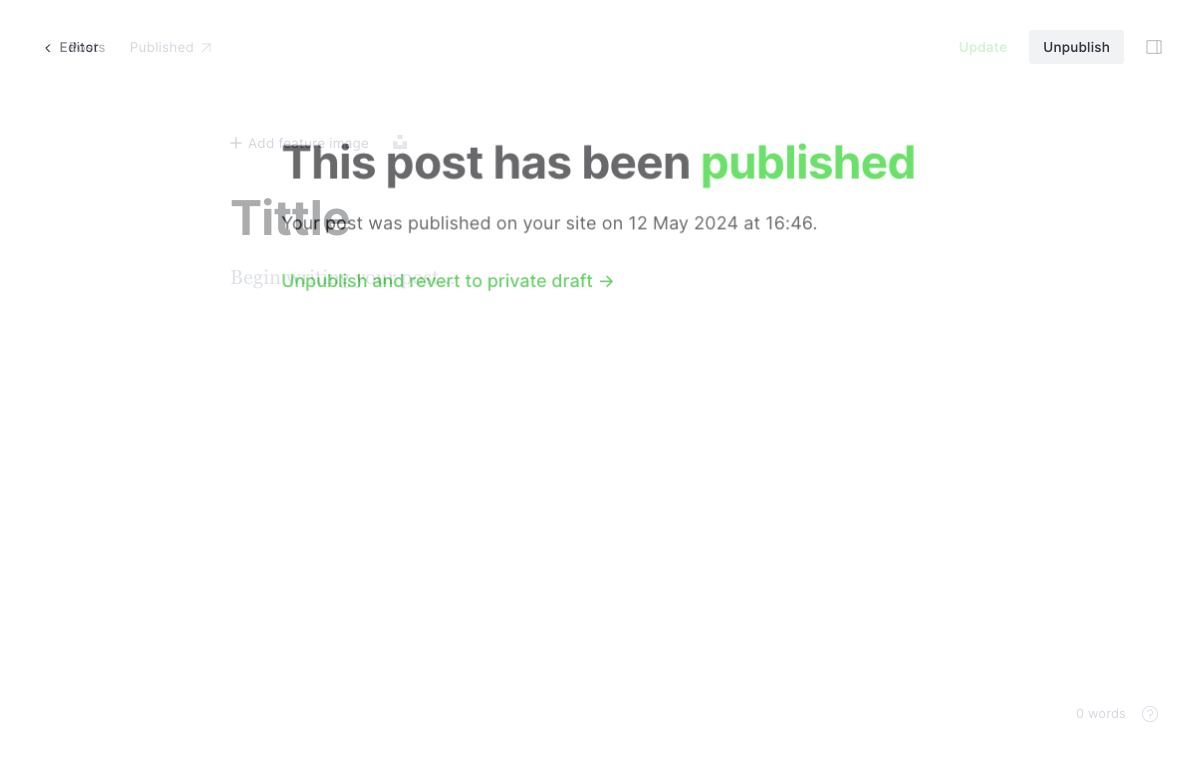 Editor
Posts
Published
Update
Unpublish
Add feature image
This post has been published
Tittle
Your post was published on your site on 12 May 2024 at 16:46.
Begin writing your post...
Unpublish and revert to private draft →
0 words
?